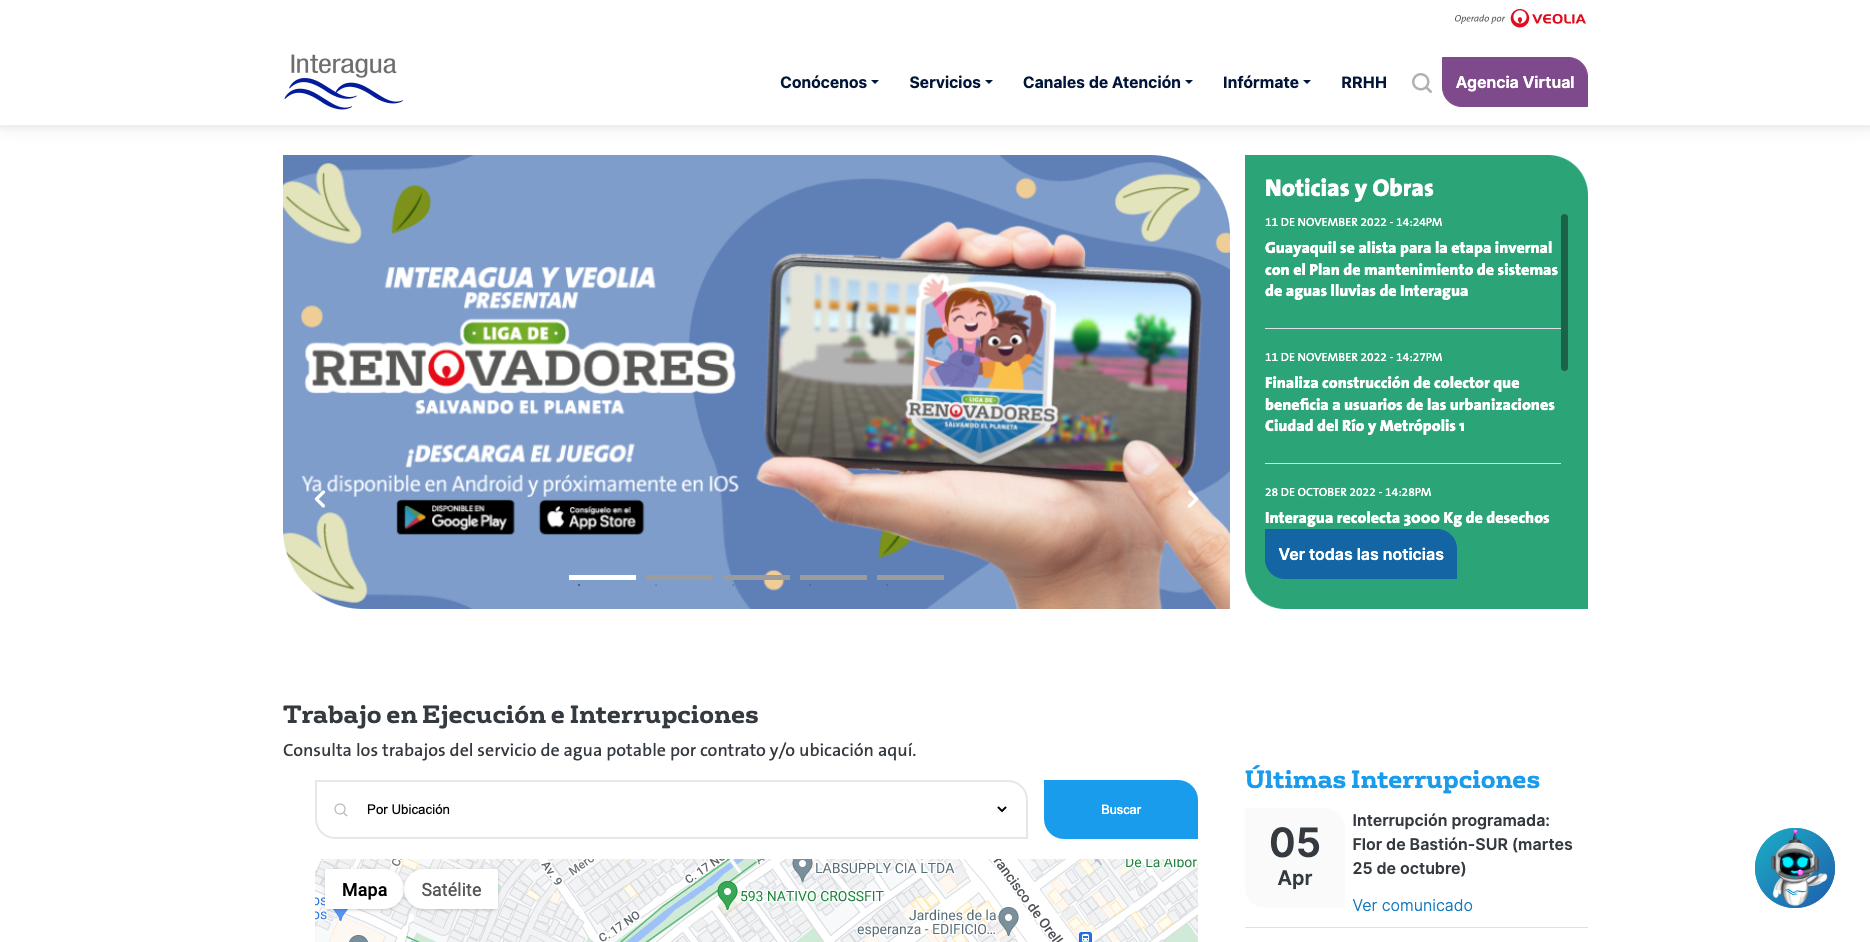 Operado por VEOLIA
Interagua
Conócenos
Servicios
Canales de Atención
Infórmate
RRHH
Agencia Virtual
INTERAGUA Y VEOLIA
PRESENTAN
LIGA DE
RENOVADORES
SALVANDO EL PLANETA
¡DESCARGA EL JUEGO!
Ya disponible en Android y próximamente en IOS
DISPONIBLE EN
Google Play
Consíguelo en el
App Store
LIGA DE
RENOVADORES
SALVANDO EL PLANETA
Noticias y Obras
11 DE NOVEMBER 2022 - 14:24PM
Guayaquil se alista para la etapa invernal
con el Plan de mantenimiento de sistemas
de aguas lluvias de Interagua
11 DE NOVEMBER 2022 - 14:27PM
Finaliza construcción de colector que
beneficia a usuarios de las urbanizaciones
Ciudad del Río y Metrópolis 1
28 DE OCTOBER 2022 - 14:28PM
Interagua recolecta 3000 Kg de desechos
Ver todas las noticias
Trabajo en Ejecución e Interrupciones
Consulta los trabajos del servicio de agua potable por contrato y/o ubicación aquí.
Por Ubicación
Buscar
Mapa
Satélite
Av. 9
C. 17 NO
LABSUPPLY CIA LTDA
593 NATIVO CROSSFIT
C. 17 NO
Jardines de la
esperanza - EDIFICIO...
rancisco de Orell
De La Albor
Últimas Interrupciones
05
Apr
Interrupción programada:
Flor de Bastión-SUR (martes
25 de octubre)
Ver comunicado